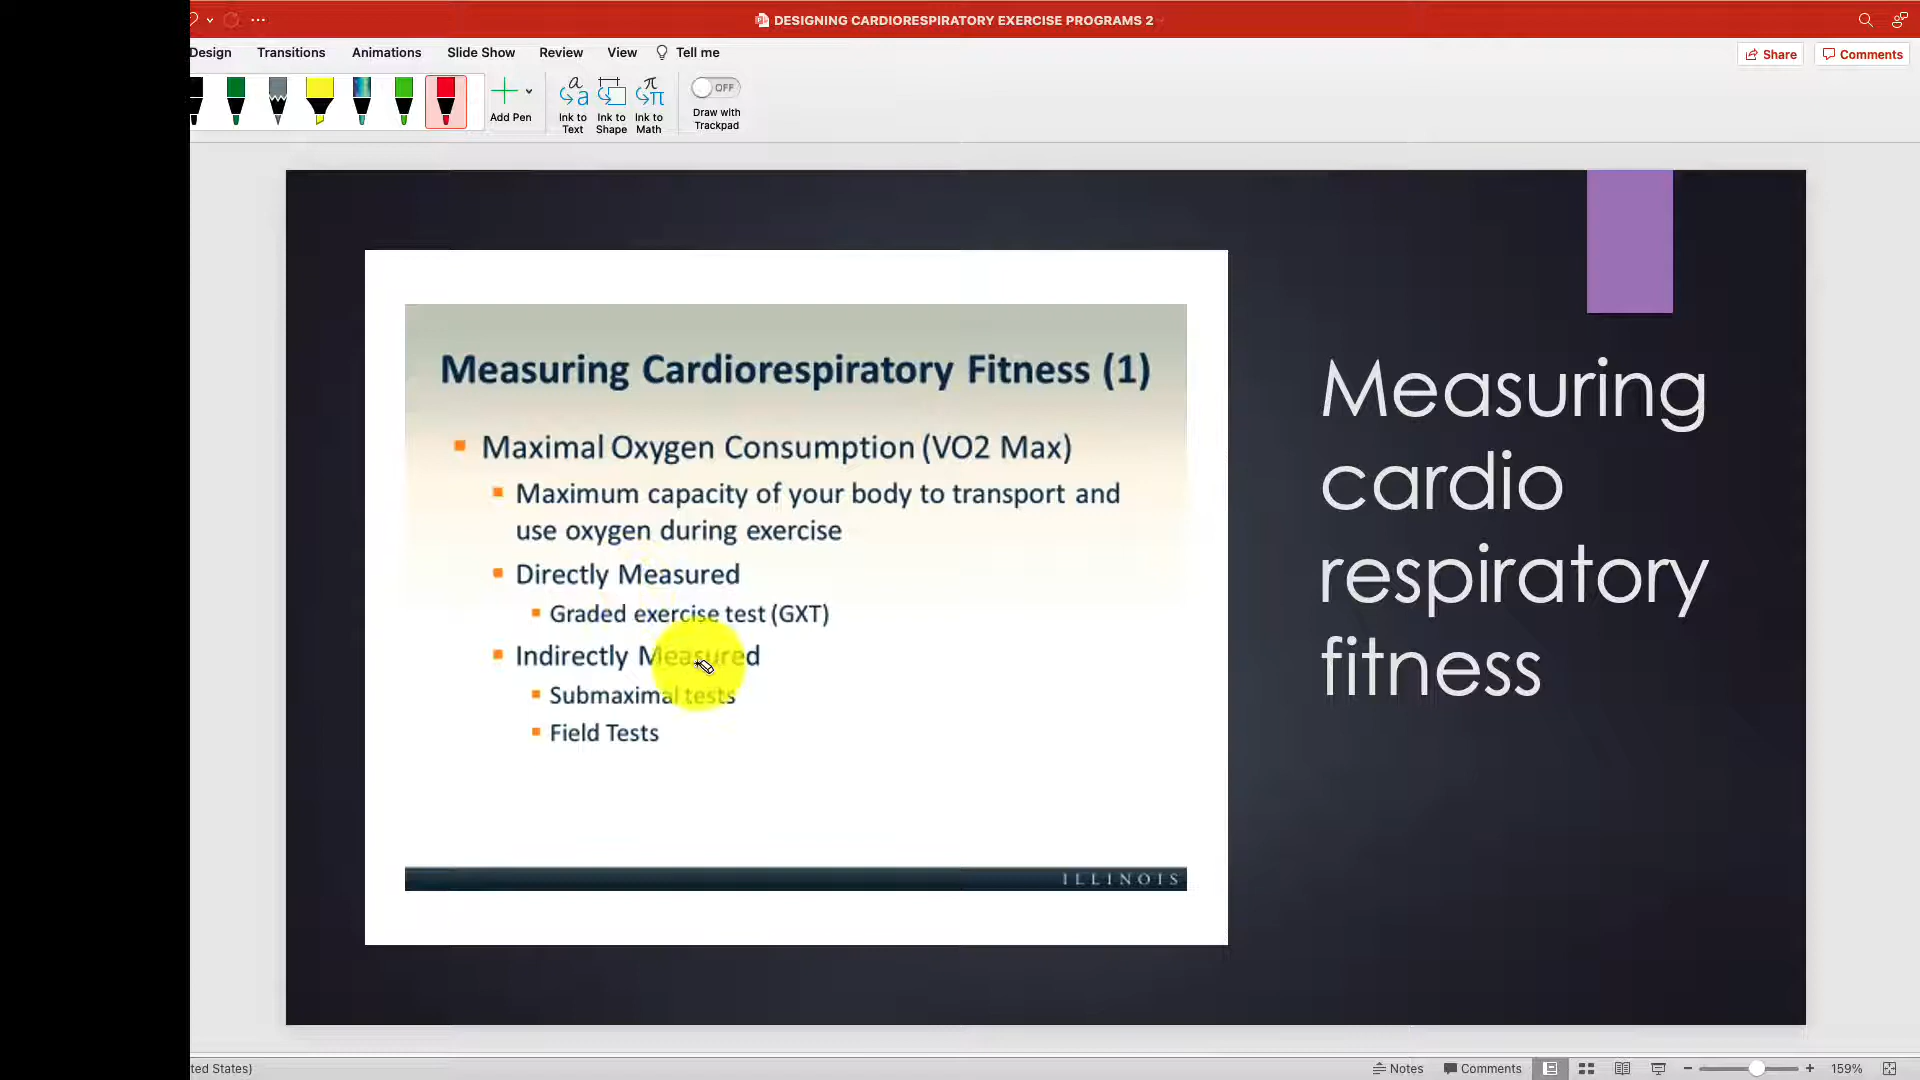 DESIGNING CARDIORESPIRATORY EXERCISE PROGRAMS 2
Design Transitions Animations Slide Show Review View Tell me
Share Comments
OFF
Add Pen
Ink to Text
Ink to Shape
Ink to Math
Draw with Trackpad
Measuring Cardiorespiratory Fitness (1)
Maximal Oxygen Consumption (VO2 Max)
Maximum capacity of your body to transport and
use oxygen during exercise
Directly Measured
Graded exercise test (GXT)
Indirectly Measured
Submaximal tests
Field Tests
ILLINOIS
Measuring
cardio
respiratory
fitness
ted States)
Notes Comments 159%